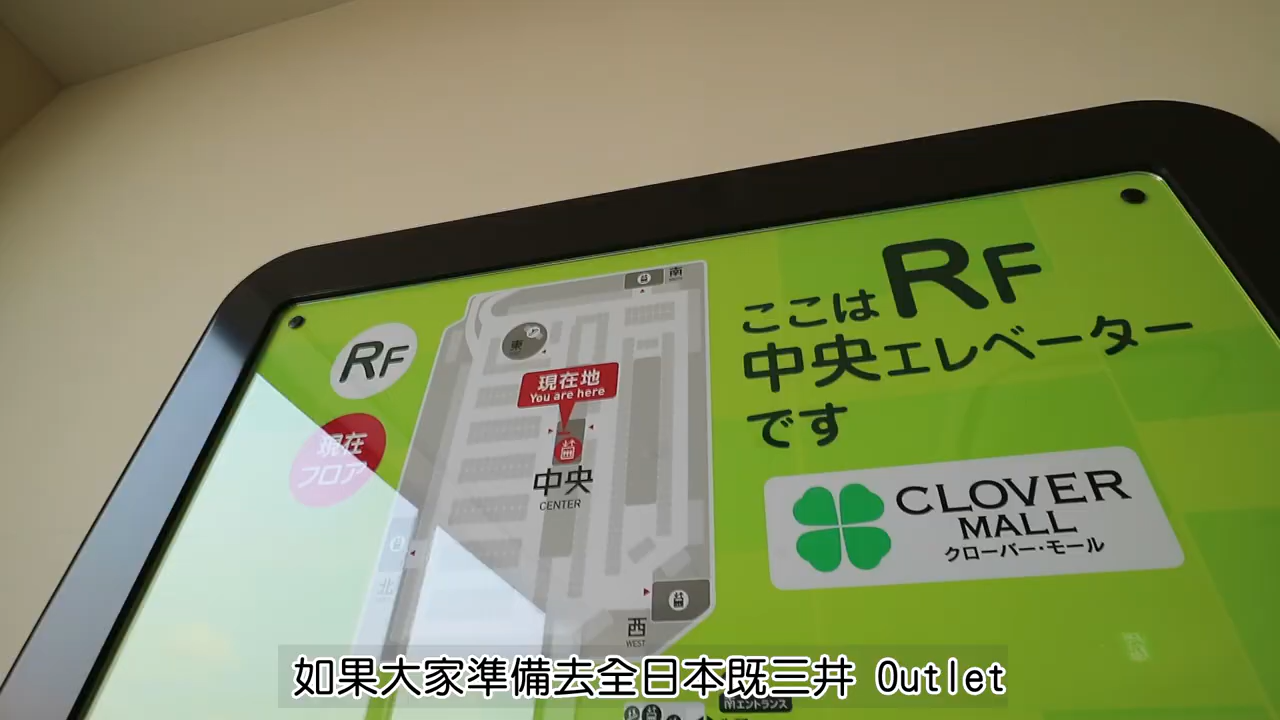 RF
現在
フロア
南
東
現在地
You are here
中央
CENTER
北
西
WEST
ここはRF
中央エレベーター
です
CLOVER
MALL
クローバー・モール
南エントランス
如果大家準備去全日本既三井 Outlet